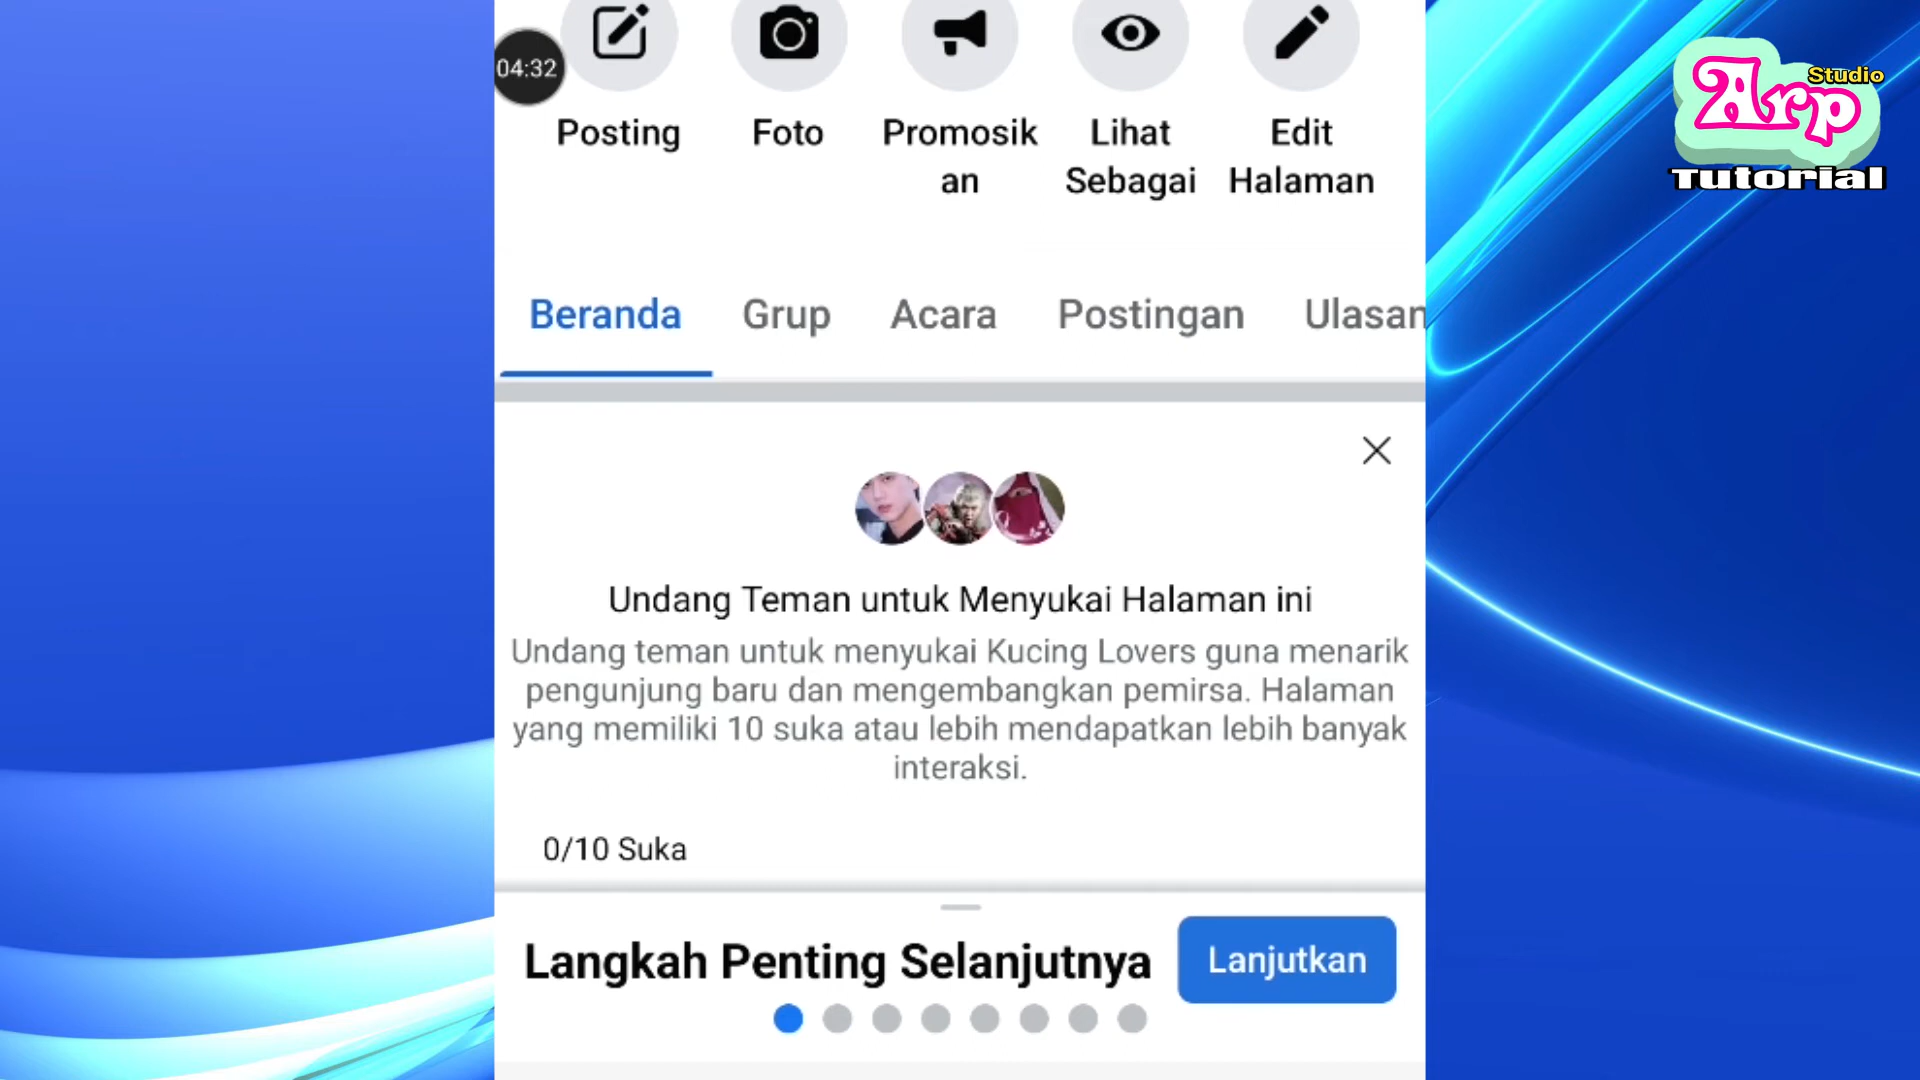 04:32
Posting
Foto
Promosik
an
Lihat
Sebagai
Edit
Halaman
Studio
Arp
Tutorial
Beranda
Grup
Acara
Postingan
Ulasan
Undang Teman untuk Menyukai Halaman ini
Undang teman untuk menyukai Kucing Lovers guna menarik
pengunjung baru dan mengembangkan pemirsa. Halaman
yang memiliki 10 suka atau lebih mendapatkan lebih banyak
interaksi.
0/10 Suka
Langkah Penting Selanjutnya
Lanjutkan